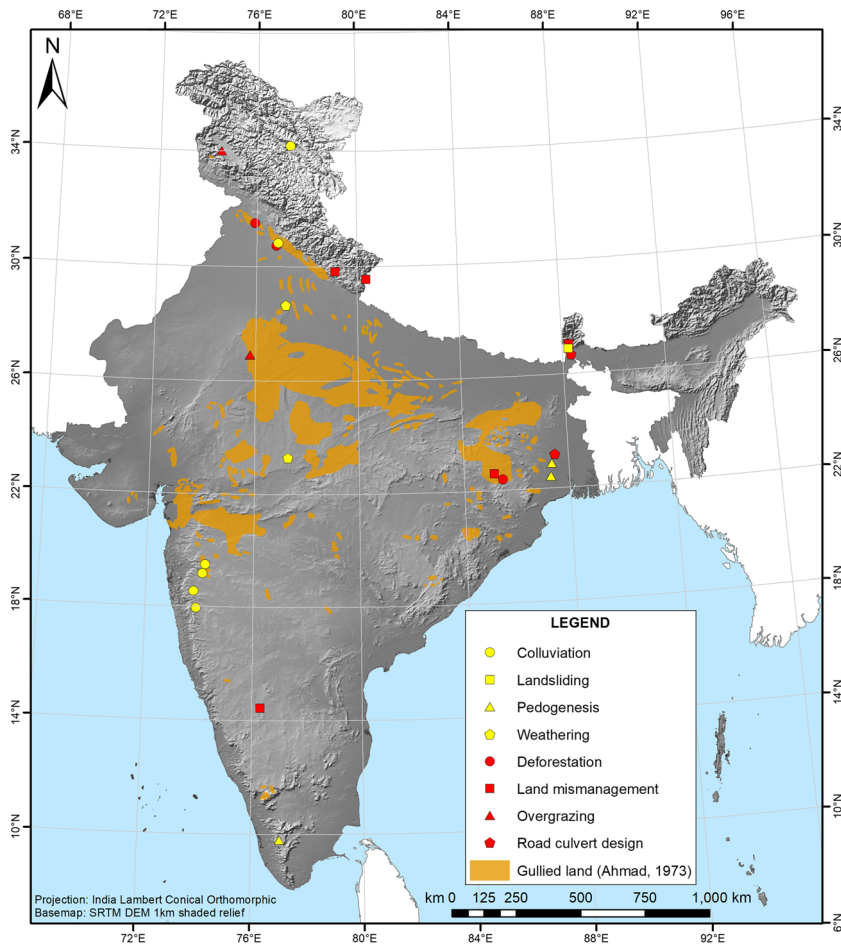 68°E 72°E 76°E 80°E 84°E 88°E 92°E 96°E
N
34°N
30°N
26°N
22°N
18°N
14°N
10°N
34°N
30°N
26°N
22°N
18°N
14°N
10°N
6°N
LEGEND
Colluviation
Landsliding
Pedogenesis
Weathering
Deforestation
Land mismanagement
Overgrazing
Road culvert design
Gullied land (Ahmad, 1973)
Projection: India Lambert Conical Orthomorphic
Basemap: SRTM DEM 1km shaded relief
km 0 125 250 500 750 1,000 km
72°E 76°E 80°E 84°E 88°E 92°E